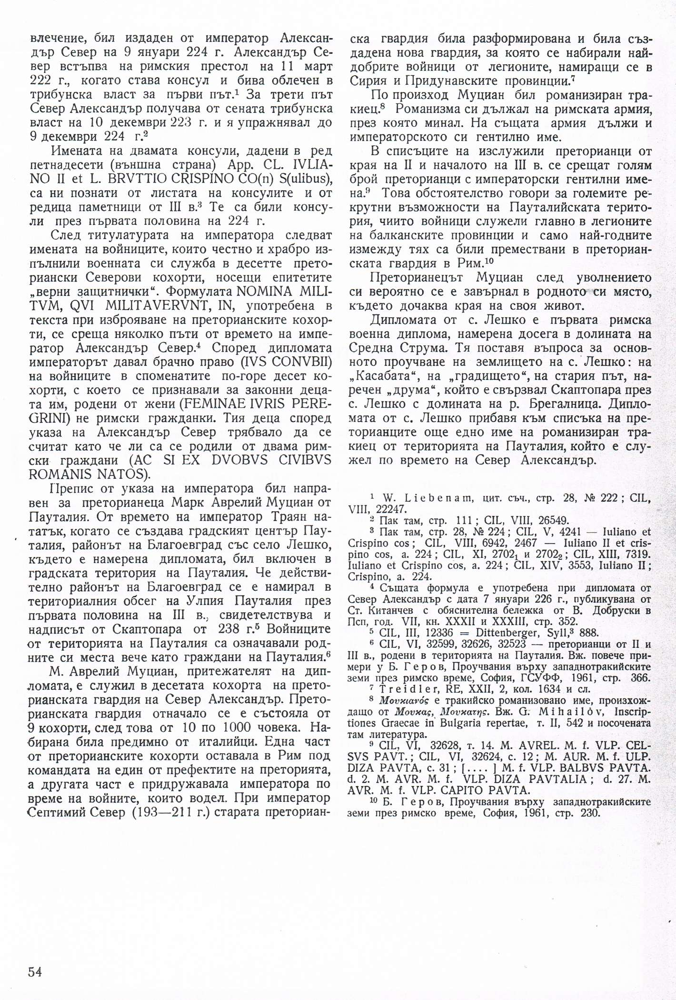 влечение, бил издаден от император Алексан-
дър Север на 9 януари 224 г. Александър Се-
вер встъпва на римския престол на 11 март
222 г., когато става консул и бива облечен в
трибунска власт за първи път.¹ За трети път
Север Александър получава от сената трибунска
власт на 10 декември 223 г. и я упражнявал до
9 декември 224 г.²
Имената на двамата консули, дадени в ред
петнадесети (външна страна) App. CL. IVLIA-
NO II et L. BRVTTIO CRISPINO CO(n) S(ulibus),
са ни познати от листата на консулите и от
редица паметници от III в.³ Те са били консу-
ли през първата половина на 224 г.
След титулатурата на императора следват
имената на войниците, които честно и храбро из-
пълнили военната си служба в десетте прето-
риански Северови кохорти, носещи епитетите
„верни защитнички“. Формулата NOMINA MILI-
TVM, QVI MILITAVERVNT, IN, употребена в
текста при изброяване на преторианските кохор-
ти, се среща няколко пъти от времето на импе-
ратор Александър Север.⁴ Според дипломата
императорът давал брачно право (IVS CONVBII)
на войниците в споменатите по-горе десет ко-
хорти, с което се признавали за законни деца-
та им, родени от жени (FEMINAE IVRIS PERE-
GRINI) не римски гражданки. Тия деца според
указа на Александър Север трябвало да се
считат като че ли са се родили от двама рим-
ски граждани (AC SI EX DVOBVS CIVIBVS
ROMANIS NATOS).
Препис от указа на императора бил напра-
вен за преторианеца Марк Аврелий Муциан от
Пауталия. От времето на император Траян на-
татък, когато се създава градският център Пау-
талия, районът на Благоевград със село Лешко,
където е намерена дипломата, бил включен в
градската територия на Пауталия. Че действи-
телно районът на Благоевград се е намирал в
териториалния обсег на Улпия Пауталия през
първата половина на III в., свидетелствува и
надписът от Скаптопара от 238 г.⁵ Войниците
от територията на Пауталия са означавали род-
ните си места вече като граждани на Пауталия.⁶
М. Аврелий Муциан, притежателят на дип-
ломата, е служил в десетата кохорта на прето-
рианската гвардия на Север Александър. Прето-
рианската гвардия отначало се е състояла от
9 кохорти, след това от 10 по 1000 човека. На-
бирана била предимно от италийци. Една част
от преторианските кохорти оставала в Рим под
командата на един от префектите на преторията,
а другата част е придружавала императора по
време на войните, които водел. При император
Септимий Север (193—211 г.) старата преториан-
ска гвардия била разформирована и била съз-
дадена нова гвардия, за която се набирали най-
добрите войници от легионите, намиращи се в
Сирия и Придунавските провинции.⁷
По произход Муциан бил романизиран тра-
киец.⁸ Романизма си дължал на римската армия,
през която минал. На същата армия дължи и
императорското си гентилно име.
В списъците на изслужили преторианци от
края на II и началото на III в. се срещат голям
брой преторианци с императорски гентилни име-
на.⁹ Това обстоятелство говори за големите ре-
крутни възможности на Пауталийската терито-
рия, чиито войници служели главно в легионите
на балканските провинции и само най-годните
измежду тях са били премествани в преториан-
ската гвардия в Рим.¹⁰
Преторианецът Муциан след уволнението
си вероятно се е завърнал в родното си място,
където дочаква края на своя живот.
Дипломата от с. Лешко е първата римска
военна диплома, намерена досега в долината на
Средна Струма. Тя поставя въпроса за основ-
ното проучване на землището на с. Лешко: на
„Касабата“, на „градището“, на стария път, на-
речен „друма“, който е свързвал Скаптопара през
с. Лешко с долината на р. Брегалница. Дипло-
мата от с. Лешко прибавя към списъка на пре-
торианците още едно име на романизиран тра-
киец от територията на Пауталия, който е слу-
жел по времето на Север Александър.
¹ W. Liebenam, цит. съч., стр. 28, № 222; CIL,
VIII, 22247.
² Пак там, стр. 111; CIL, VIII, 26549.
³ Пак там, стр. 28, № 224; CIL, V, 4241 — Iuliano et
Crispino cos; CIL, VIII, 6942, 2467 — Iuliano II et cris-
pino cos, a. 224; CIL, XI, 2702₁ и 2702₂; CIL, XIII, 7319.
Iuliano et Crispino cos, a. 224; CIL, XIV, 3553, Iuliano II;
Crispino, a. 224.
⁴ Същата формула е употребена при дипломата от
Север Александър с дата 7 януари 226 г., публикувана от
Ст. Китанчев с обяснителна бележка от В. Добруски в
Псп, год. VII, кн. XXXII и XXXIII, стр. 352.
⁵ CIL, III, 12336 = Dittenberger, Syll,³ 888.
⁶ CIL, VI, 32599, 32626, 32523 — преторианци от II и
III в., родени в територията на Пауталия. Вж. повече при-
мери у Б. Геров, Проучвания върху западнотракийските
земи през римско време, София, ГСУФФ, 1961, стр. 366.
⁷ Treidler, RE, XXII, 2, кол. 1634 и сл.
⁸ Μουκιανός е тракийско романизовано име, произхож-
дащо от Μουκας, Μουκατης. Вж. G. Mihailov, Inscrip-
tiones Graecae in Bulgaria repertae, т. II, 542 и посочената
там литература.
⁹ CIL, VI, 32628, т. 14. M. AVREL. M. f. VLP. CEL-
SVS PAVT.; CIL, VI, 32624, c. 12; M. AUR. M. f. ULP.
DIZA PAVTA, c. 31; [.... ] M. f. VLP. BALBVS PAVTA.
d. 2. M. AVR. M. f. VLP. DIZA PAVTALIA; d. 27. M.
AVR. M. f. VLP. CAPITO PAVTA.
¹⁰ Б. Геров, Проучвания върху западнотракийските
земи през римско време, София, 1961, стр. 230.
54